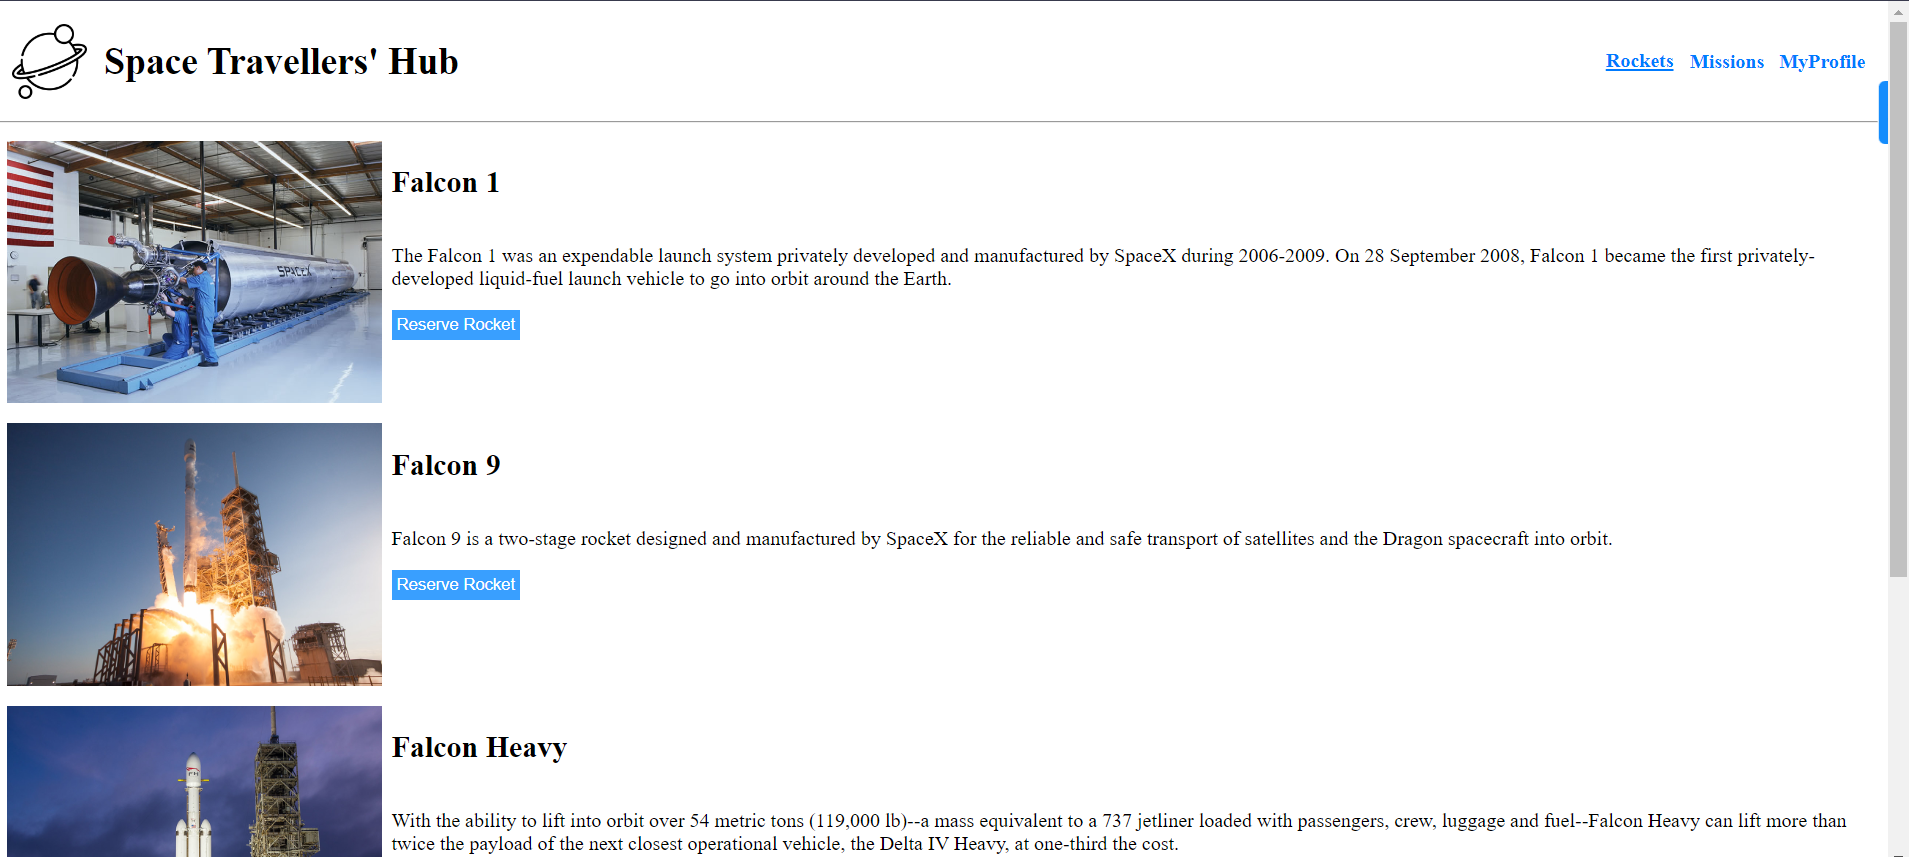 Space Travellers' Hub
Rockets Missions MyProfile
SPACEX
Falcon 1
The Falcon 1 was an expendable launch system privately developed and manufactured by SpaceX during 2006-2009. On 28 September 2008, Falcon 1 became the first privately-
developed liquid-fuel launch vehicle to go into orbit around the Earth.
Reserve Rocket
Falcon 9
Falcon 9 is a two-stage rocket designed and manufactured by SpaceX for the reliable and safe transport of satellites and the Dragon spacecraft into orbit.
Reserve Rocket
FH
Falcon Heavy
With the ability to lift into orbit over 54 metric tons (119,000 lb)--a mass equivalent to a 737 jetliner loaded with passengers, crew, luggage and fuel--Falcon Heavy can lift more than
twice the payload of the next closest operational vehicle, the Delta IV Heavy, at one-third the cost.